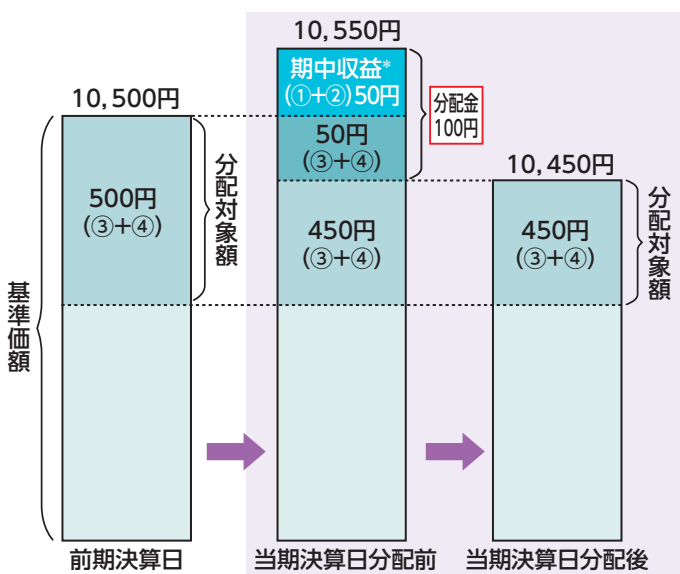 10,550円
期中収益*
(①+②)50円
分配金
100円
10,500円
50円
(③+④)
10,450円
500円
(③+④)
分配対象額
450円
(③+④)
450円
(③+④)
分配対象額
基準価額
前期決算日
当期決算日分配前
当期決算日分配後